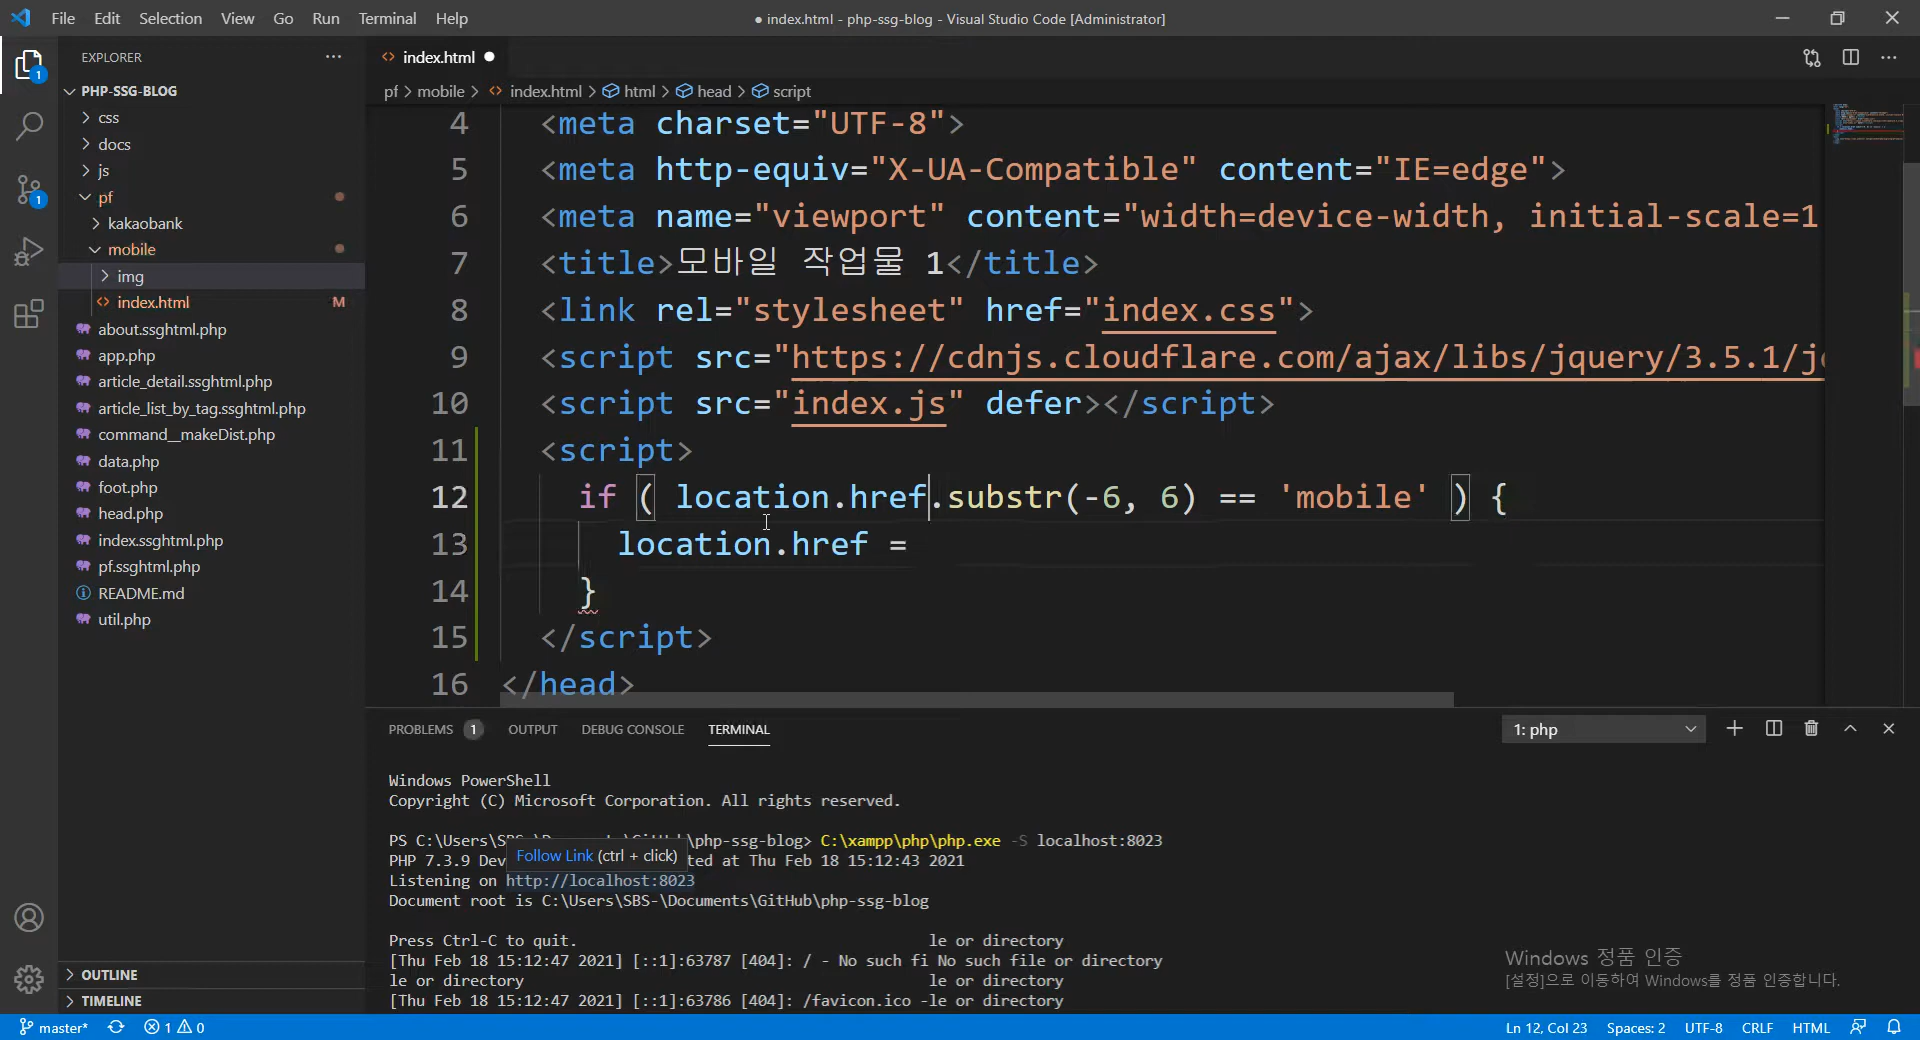 File Edit Selection View Go Run Terminal Help
● index.html - php-ssg-blog - Visual Studio Code [Administrator]
EXPLORER
index.html
PHP-SSG-BLOG
pf > mobile > index.html > html > head > script
css
docs
js
pf
kakaobank
mobile
img
index.html M
about.ssghtml.php
app.php
article_detail.ssghtml.php
article_list_by_tag.ssghtml.php
command__makeDist.php
data.php
foot.php
head.php
index.ssghtml.php
pf.ssghtml.php
README.md
util.php
OUTLINE
TIMELINE
4 <meta charset="UTF-8">
5 <meta http-equiv="X-UA-Compatible" content="IE=edge">
6 <meta name="viewport" content="width=device-width, initial-scale=1
7 <title>모바일 작업물 1</title>
8 <link rel="stylesheet" href="index.css">
9 <script src="https://cdnjs.cloudflare.com/ajax/libs/jquery/3.5.1/
10 <script src="index.js" defer></script>
11 <script>
12 if ( location.href.substr(-6, 6) == 'mobile' ) {
13 location.href =
14 }
15 </script>
16 </head>
PROBLEMS 1 OUTPUT DEBUG CONSOLE TERMINAL
1: php
Windows PowerShell
Copyright (C) Microsoft Corporation. All rights reserved.
PS C:\Users\ \php-ssg-blog> C:\xampp\php\php.exe -S localhost:8023
PHP 7.3.9 Dev ted at Thu Feb 18 15:12:43 2021
Follow Link (ctrl + click)
Listening on http://localhost:8023
Document root is C:\Users\SBS-\Documents\GitHub\php-ssg-blog
Press Ctrl-C to quit. le or directory
[Thu Feb 18 15:12:47 2021] [::1]:63787 [404]: / - No such fi No such file or directory
le or directory le or directory
[Thu Feb 18 15:12:47 2021] [::1]:63786 [404]: /favicon.ico -le or directory
Windows 정품 인증
[설정]으로 이동하여 Windows를 정품 인증합니다.
1
1
master* 1 0
Ln 12, Col 23 Spaces: 2 UTF-8 CRLF HTML